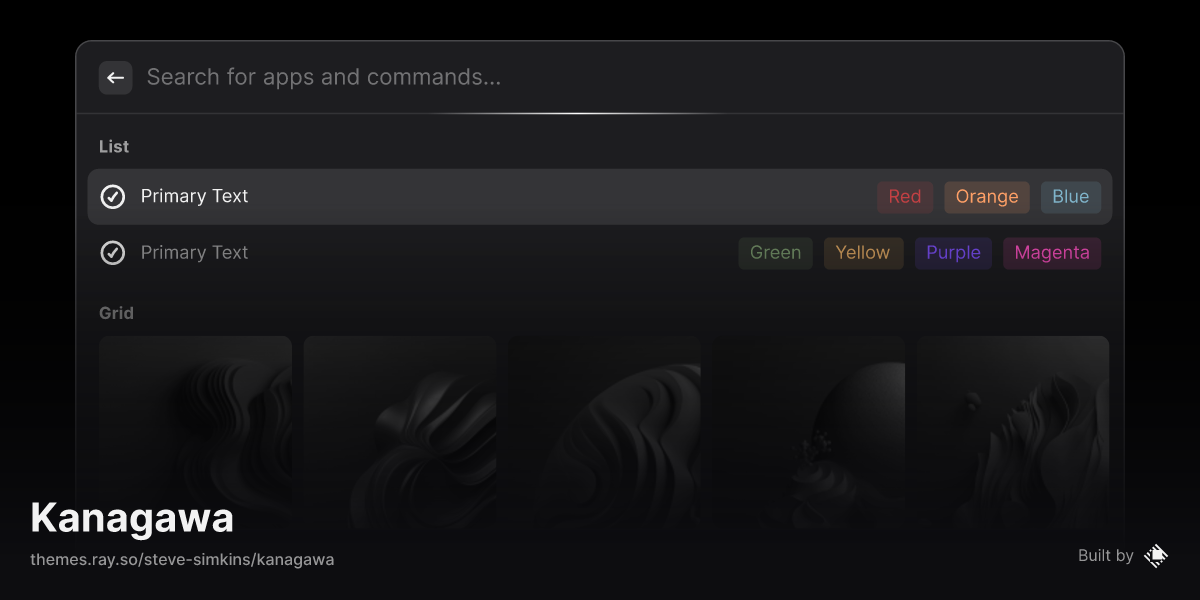 Search for apps and commands...
List
Primary Text Red Orange Blue
Primary Text Green Yellow Purple Magenta
Grid
Kanagawa
themes.ray.so/steve-simkins/kanagawa
Built by